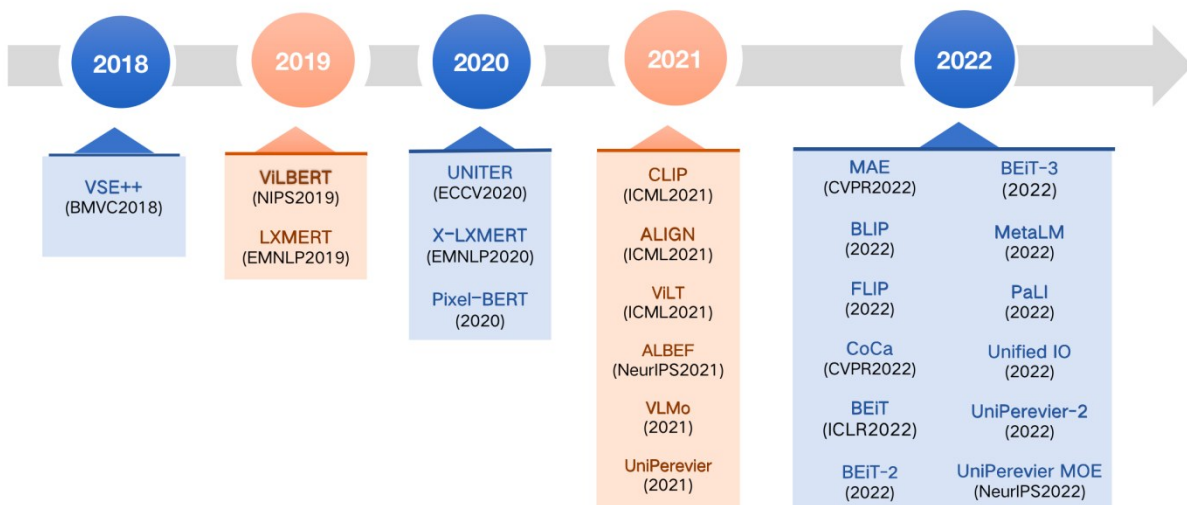 2018
2019
2020
2021
2022
VSE++
(BMVC2018)
ViLBERT
(NIPS2019)
LXMERT
(EMNLP2019)
UNITER
(ECCV2020)
X-LXMERT
(EMNLP2020)
Pixel-BERT
(2020)
CLIP
(ICML2021)
ALIGN
(ICML2021)
ViLT
(ICML2021)
ALBEF
(NeurIPS2021)
VLMo
(2021)
UniPerevier
(2021)
MAE
(CVPR2022)
BLIP
(2022)
FLIP
(2022)
CoCa
(CVPR2022)
BEiT
(ICLR2022)
BEiT-2
(2022)
BEiT-3
(2022)
MetaLM
(2022)
PaLI
(2022)
Unified IO
(2022)
UniPerevier-2
(2022)
UniPerevier MOE
(NeurIPS2022)